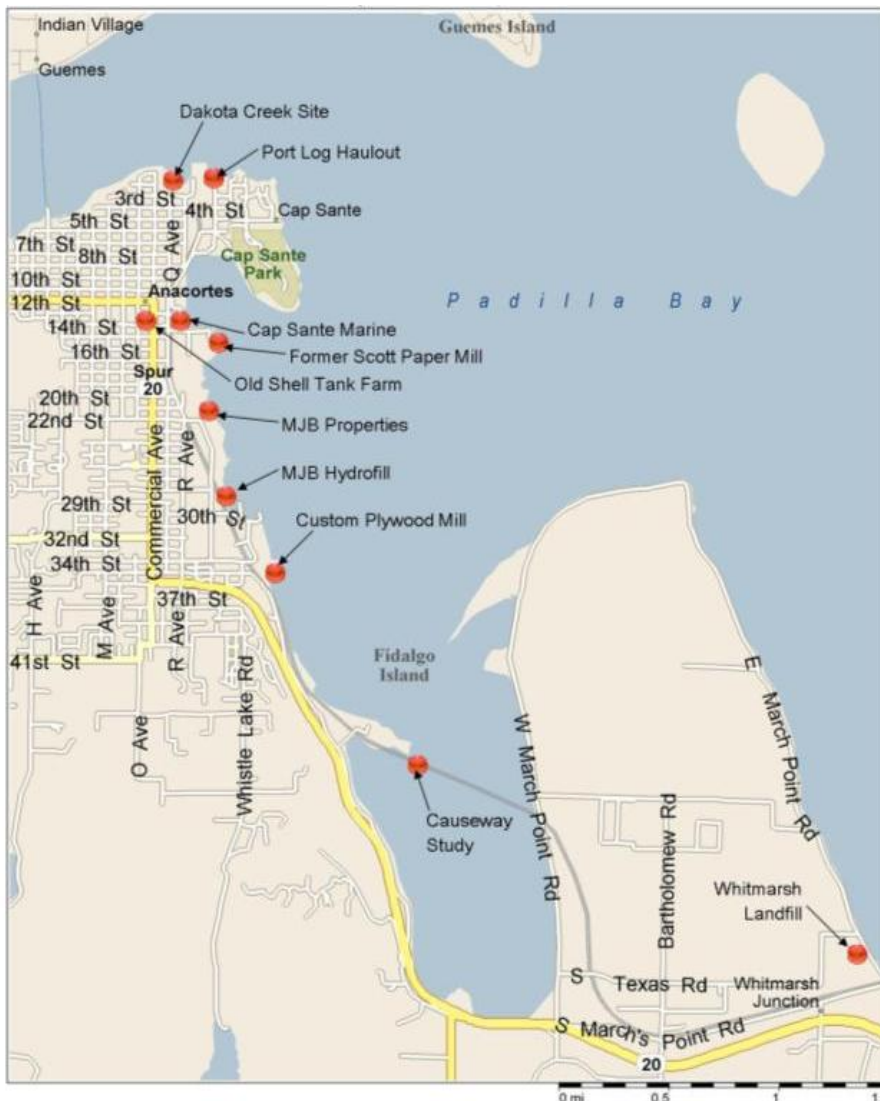 Indian Village
Guemes Island
Guemes
Dakota Creek Site
Port Log Haulout
3rd St
4th St
Cap Sante
5th St
Q Ave
7th St
8th St
Cap Sante
Park
10th St
Anacortes
12th St
Padilla Bay
14th St
Cap Sante Marine
16th St
Former Scott Paper Mill
Spur
20
Old Shell Tank Farm
20th St
22nd St
MJB Properties
Commercial Ave
R Ave
MJB Hydrofill
29th St
30th St
Custom Plywood Mill
32nd St
34th St
37th St
H Ave
M Ave
R Ave
41st St
Fidalgo
Island
Whistle Lake Rd
O Ave
W March Point Rd
E March Point Rd
Causeway
Study
Bartholomew Rd
Whitmarsh
Landfill
S Texas Rd
Whitmarsh
Junction
S March's Point Rd
20
0 mi 0.5 1